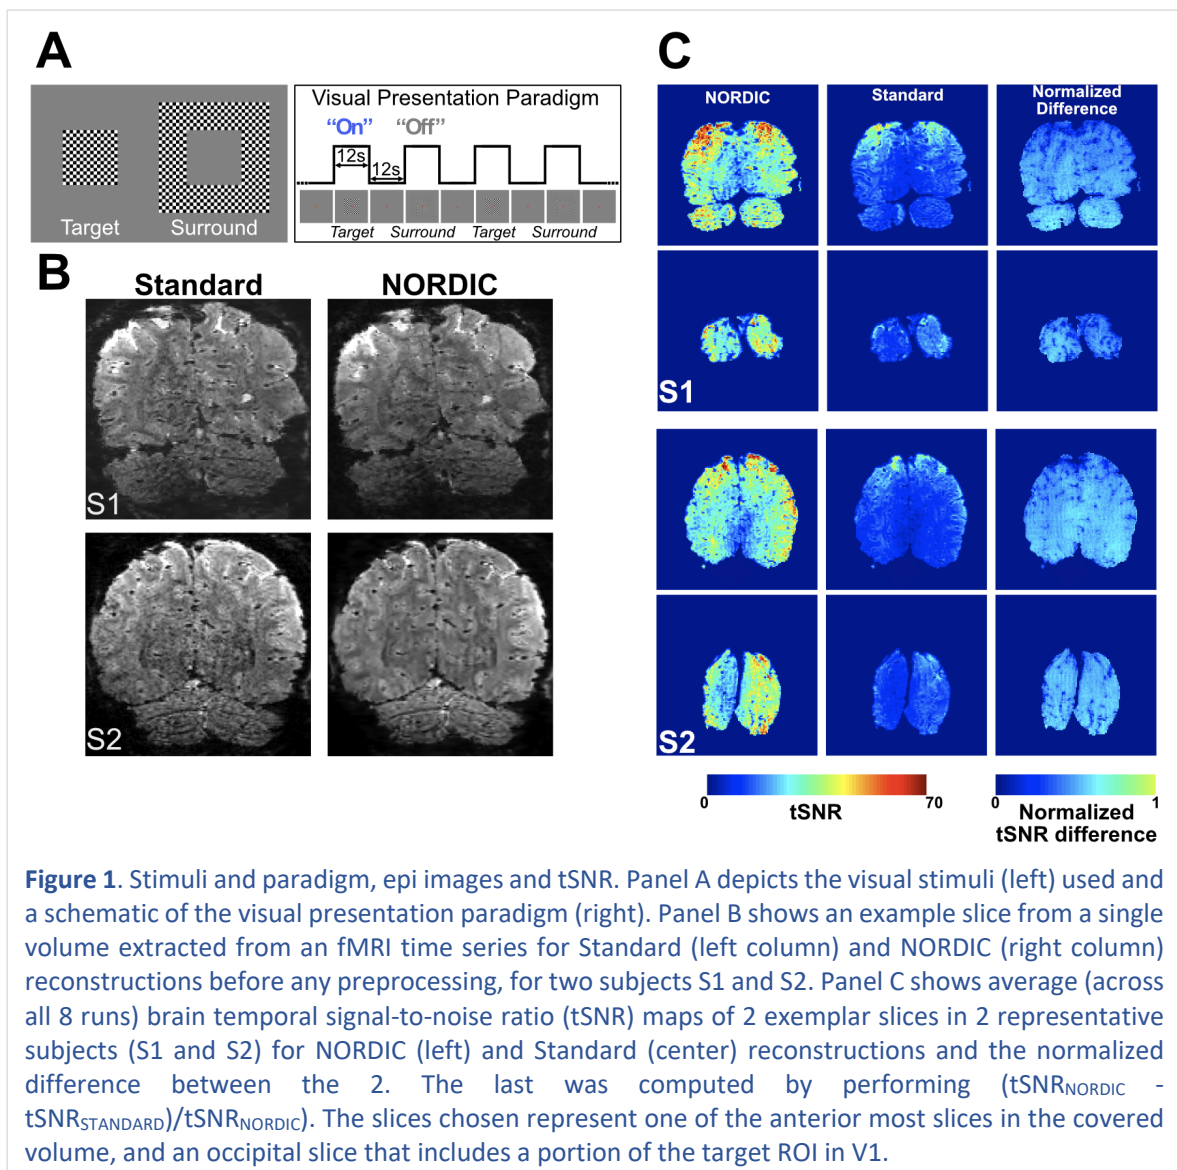 A
Target
Surround
Visual Presentation Paradigm
“On”
“Off”
12s
12s
Target
Surround
Target
Surround
B
Standard
NORDIC
S1
S2
C
NORDIC
Standard
Normalized
Difference
S1
S2
0
70
tSNR
0
1
Normalized
tSNR difference
Figure 1. Stimuli and paradigm, epi images and tSNR. Panel A depicts the visual stimuli (left) used and
a schematic of the visual presentation paradigm (right). Panel B shows an example slice from a single
volume extracted from an fMRI time series for Standard (left column) and NORDIC (right column)
reconstructions before any preprocessing, for two subjects S1 and S2. Panel C shows average (across
all 8 runs) brain temporal signal-to-noise ratio (tSNR) maps of 2 exemplar slices in 2 representative
subjects (S1 and S2) for NORDIC (left) and Standard (center) reconstructions and the normalized
difference between the 2. The last was computed by performing (tSNRNORDIC -
tSNRSTANDARD)/tSNRNORDIC). The slices chosen represent one of the anterior most slices in the covered
volume, and an occipital slice that includes a portion of the target ROI in V1.